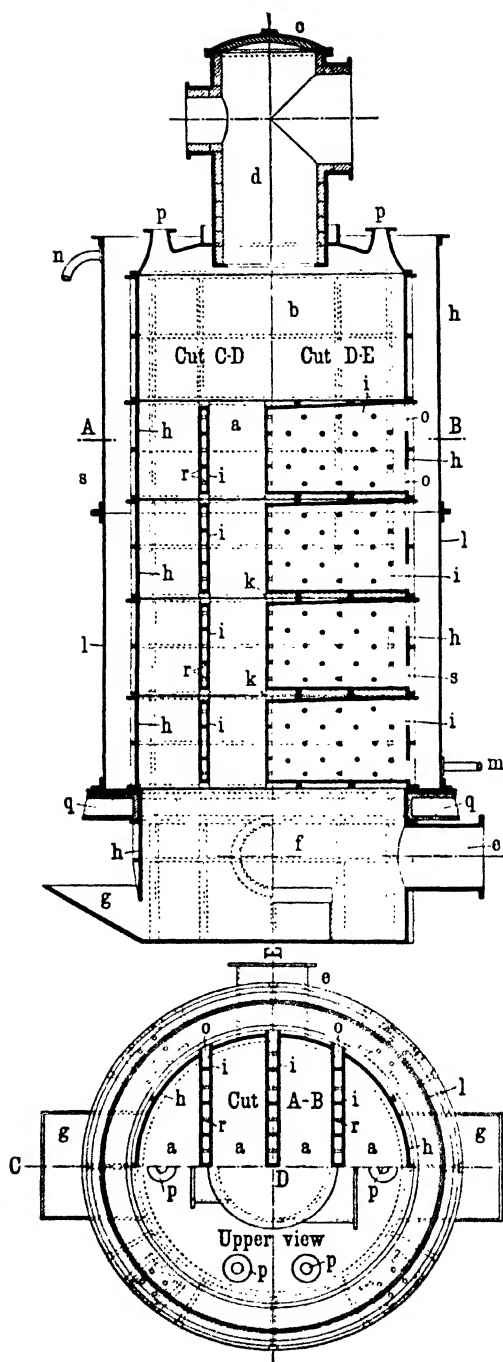 c
d
p p
n
b h
Cut C-D Cut D-E
i
A h a o B
s r i h
o
i l
h k i
i h
l r k s
h i i
m
q q
h f e
g
e
o o
i i l
h Cut A-B i
g r r g
a a a a h
C p D p
Upper view
p p